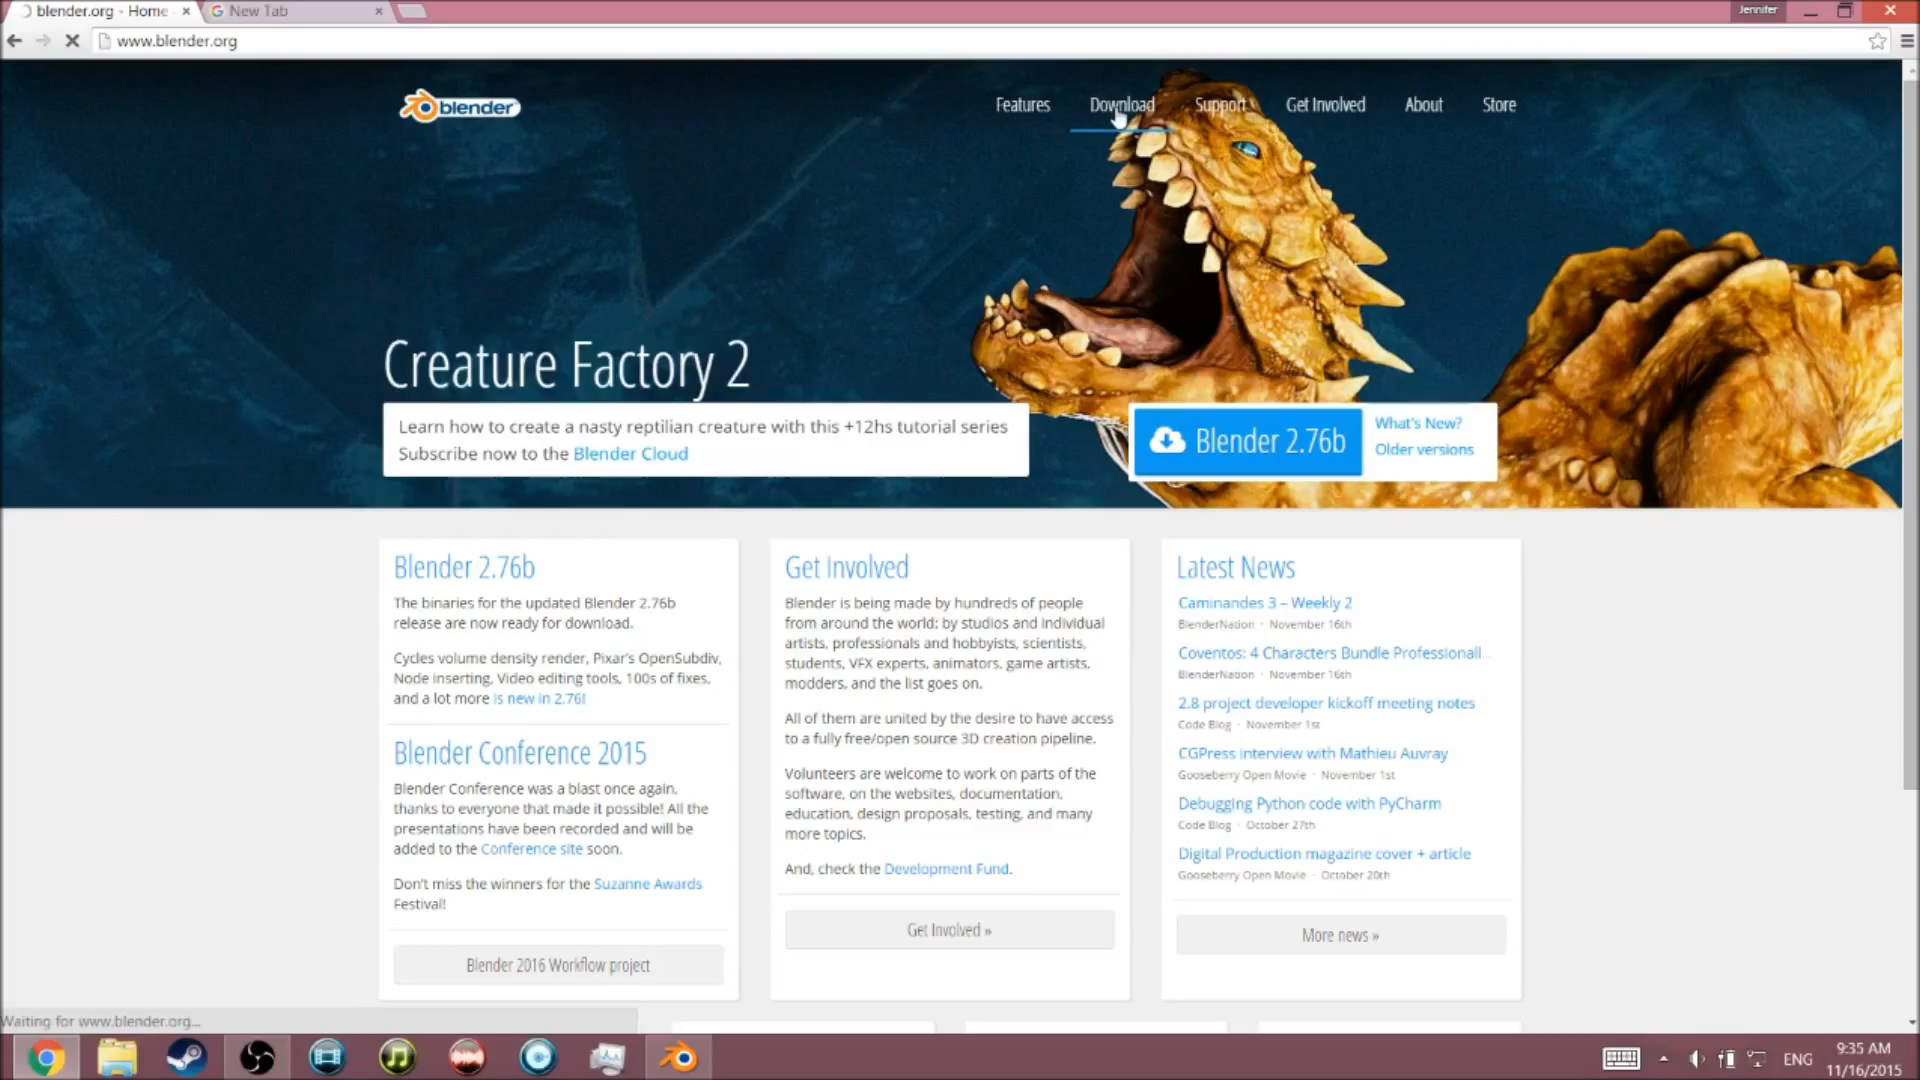 blender.org - Home
New Tab
Jennifer
www.blender.org
blender
Features
Download
Support
Get Involved
About
Store
Creature Factory 2
Learn how to create a nasty reptilian creature with this +12hs tutorial series
Subscribe now to the Blender Cloud
Blender 2.76b
What's New?
Older versions
Blender 2.76b
The binaries for the updated Blender 2.76b
release are now ready for download.
Cycles volume density render, Pixar's OpenSubdiv,
Node inserting, Video editing tools, 100s of fixes,
and a lot more is new in 2.76!
Blender Conference 2015
Blender Conference was a blast once again,
thanks to everyone that made it possible! All the
presentations have been recorded and will be
added to the Conference site soon.
Don't miss the winners for the Suzanne Awards
Festival!
Blender 2016 Workflow project
Get Involved
Blender is being made by hundreds of people
from around the world; by studios and individual
artists, professionals and hobbyists, scientists,
students, VFX experts, animators, game artists,
modders, and the list goes on.
All of them are united by the desire to have access
to a fully free/open source 3D creation pipeline.
Volunteers are welcome to work on parts of the
software, on the websites, documentation,
education, design proposals, testing, and many
more topics.
And, check the Development Fund.
Get Involved »
Latest News
Caminandes 3 – Weekly 2
BlenderNation · November 16th
Coventos: 4 Characters Bundle Professionall...
BlenderNation · November 16th
2.8 project developer kickoff meeting notes
Code Blog · November 1st
CGPress interview with Mathieu Auvray
Gooseberry Open Movie · November 1st
Debugging Python code with PyCharm
Code Blog · October 27th
Digital Production magazine cover + article
Gooseberry Open Movie · October 20th
More news »
Waiting for www.blender.org...
ENG
9:35 AM
11/16/2015